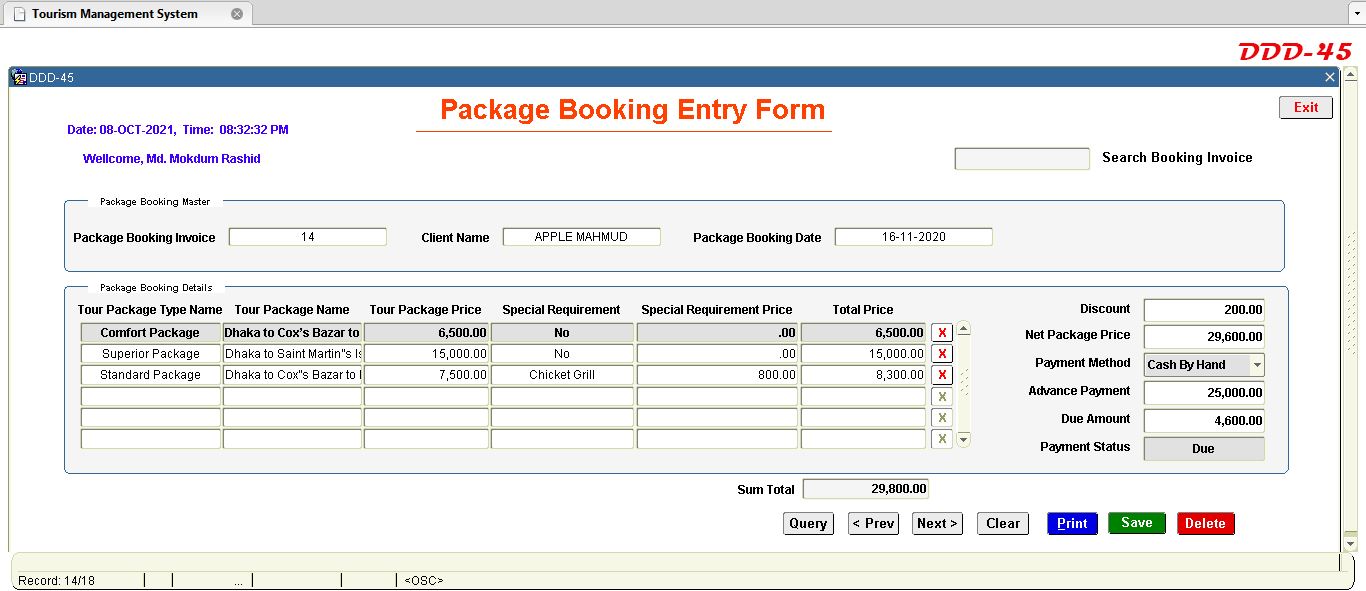 Tourism Management System
DDD-45
DDD-45
Package Booking Entry Form
Exit
Date: 08-OCT-2021, Time: 08:32:32 PM
Wellcome, Md. Mokdum Rashid
Search Booking Invoice
Package Booking Master
Package Booking Invoice 14 Client Name APPLE MAHMUD Package Booking Date 16-11-2020
Package Booking Details
Tour Package Type Name Tour Package Name Tour Package Price Special Requirement Special Requirement Price Total Price
Comfort Package Dhaka to Cox's Bazar to 6,500.00 No .00 6,500.00 X
Superior Package Dhaka to Saint Martin"s Is 15,000.00 No .00 15,000.00 X
Standard Package Dhaka to Cox"s Bazar to 7,500.00 Chicket Grill 800.00 8,300.00 X
X
X
X
Discount 200.00
Net Package Price 29,600.00
Payment Method Cash By Hand
Advance Payment 25,000.00
Due Amount 4,600.00
Payment Status Due
Sum Total 29,800.00
Query < Prev Next > Clear Print Save Delete
Record: 14/18 ... <OSC>